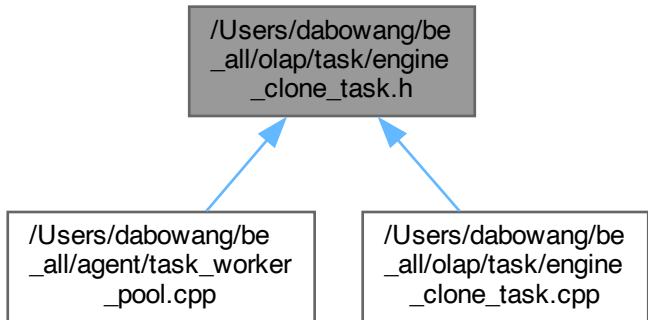 /Users/dabowang/be
_all/olap/task/engine
_clone_task.h
/Users/dabowang/be
_all/agent/task_worker
_pool.cpp
/Users/dabowang/be
_all/olap/task/engine
_clone_task.cpp